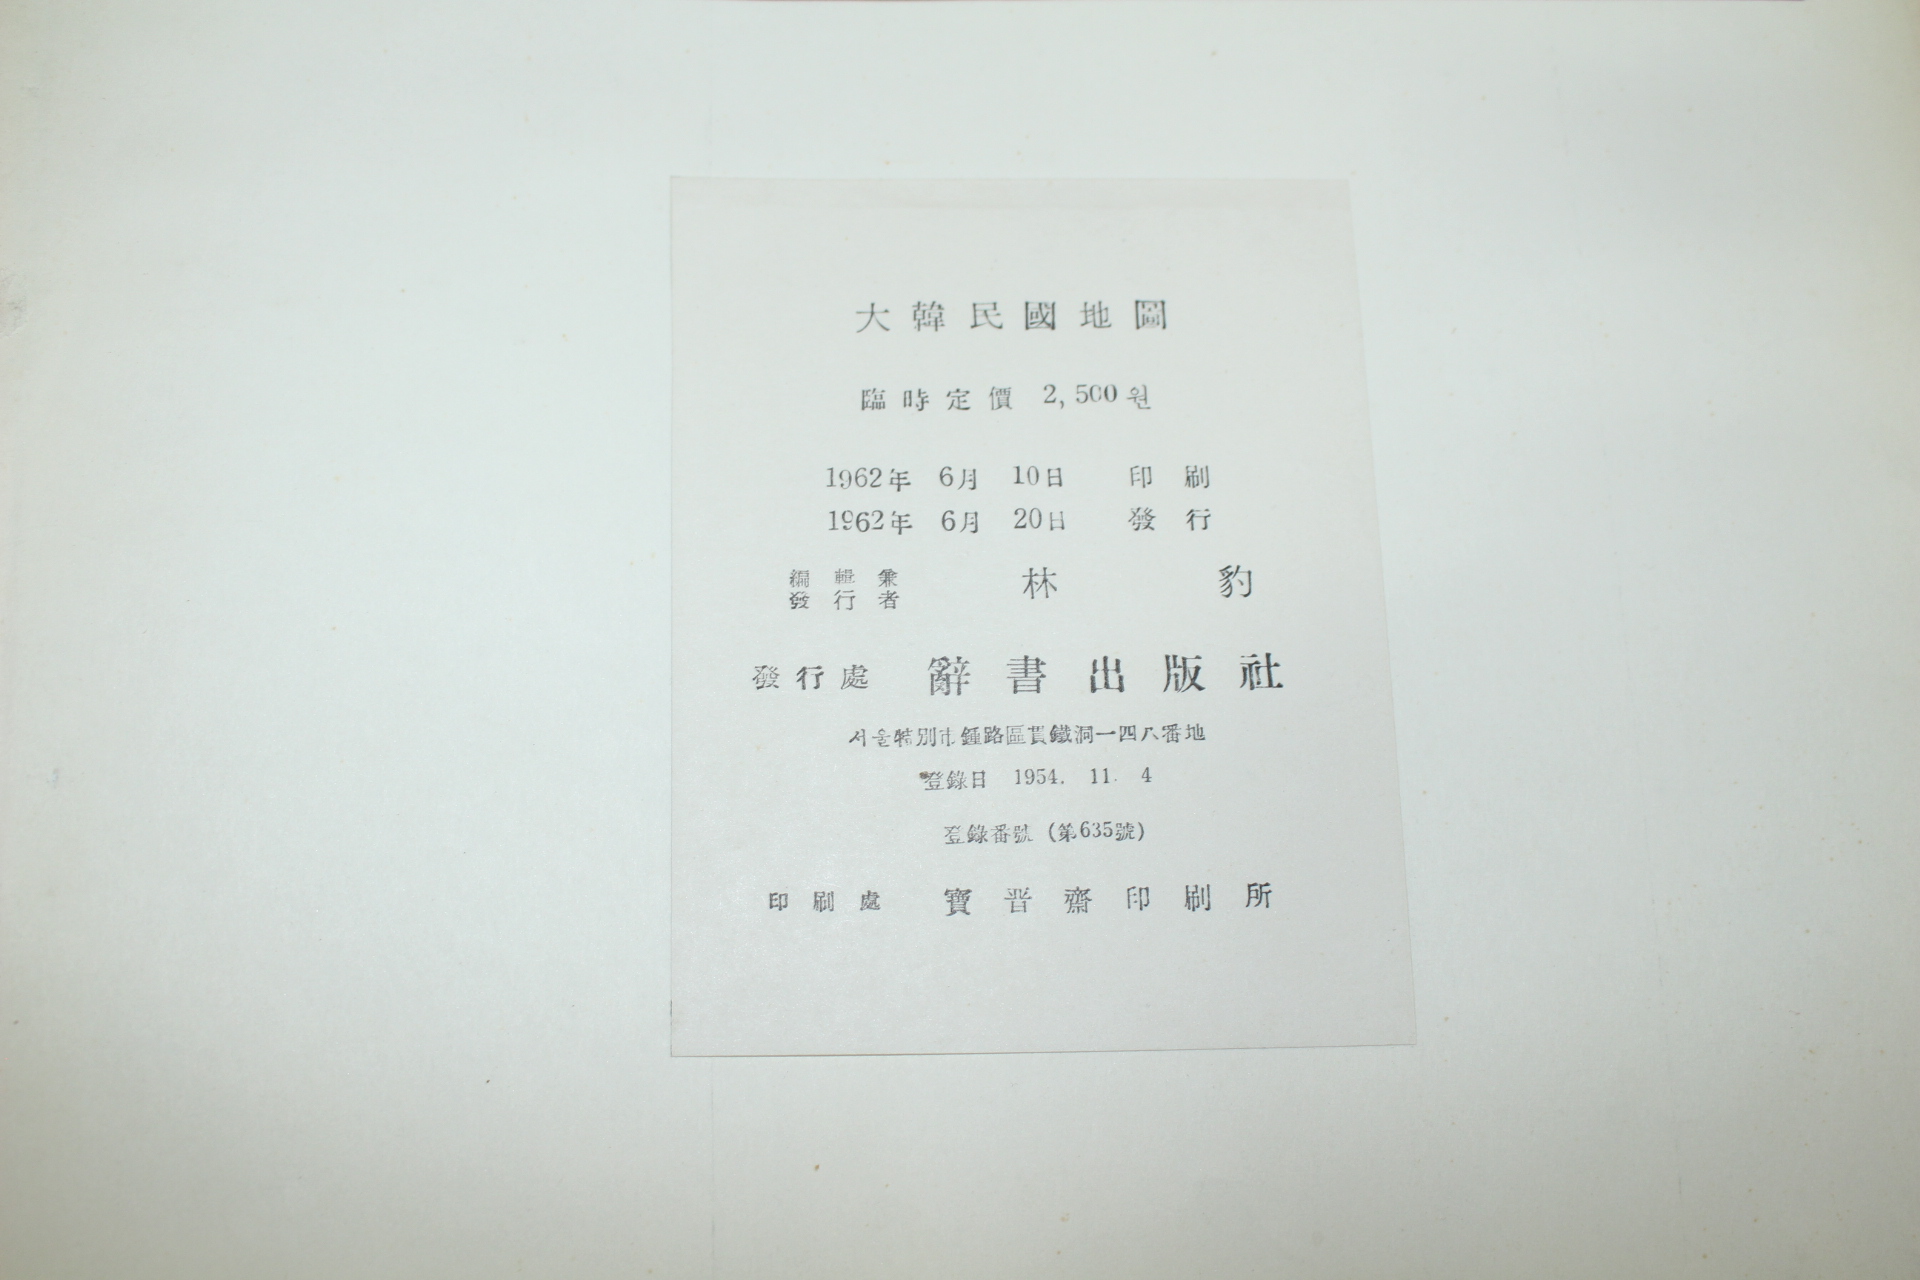 大韓民國地圖
臨時定價 2,500원
1962年 6月 10日 印刷
1962年 6月 20日 發行
編輯兼
發行者 林豹
發行處 辭書出版社
서울特別市鍾路區貫鐵洞一四八番地
登錄日 1954. 11. 4
登錄番號 (第635號)
印刷處 寶晋齋印刷所